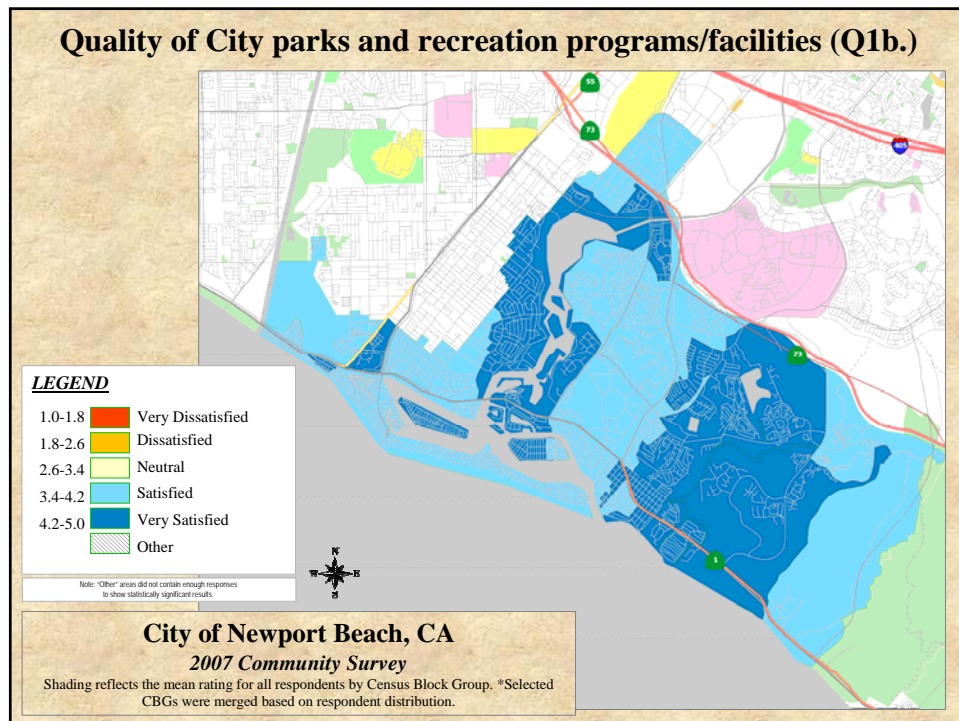 Quality of City parks and recreation programs/facilities (Q1b.)
55
73
405
73
1
LEGEND
1.0-1.8 Very Dissatisfied
1.8-2.6 Dissatisfied
2.6-3.4 Neutral
3.4-4.2 Satisfied
4.2-5.0 Very Satisfied
Other
Note: "Other" areas did not contain enough responses
to show statistically significant results.
N
W E
S
City of Newport Beach, CA
2007 Community Survey
Shading reflects the mean rating for all respondents by Census Block Group. *Selected
CBGs were merged based on respondent distribution.